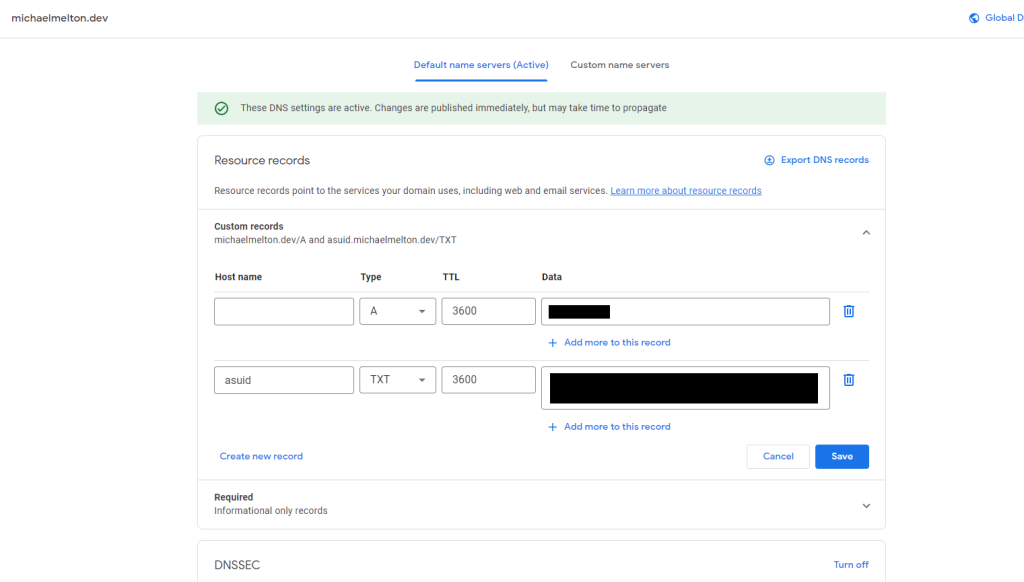 michaelmelton.dev
Global D
Default name servers (Active)
Custom name servers
These DNS settings are active. Changes are published immediately, but may take time to propagate
Resource records
Export DNS records
Resource records point to the services your domain uses, including web and email services. Learn more about resource records
Custom records
michaelmelton.dev/A and asuid.michaelmelton.dev/TXT
Host name Type TTL Data
A 3600
Add more to this record
asuid TXT 3600
Add more to this record
Create new record
Cancel
Save
Required
Informational only records
DNSSEC
Turn off